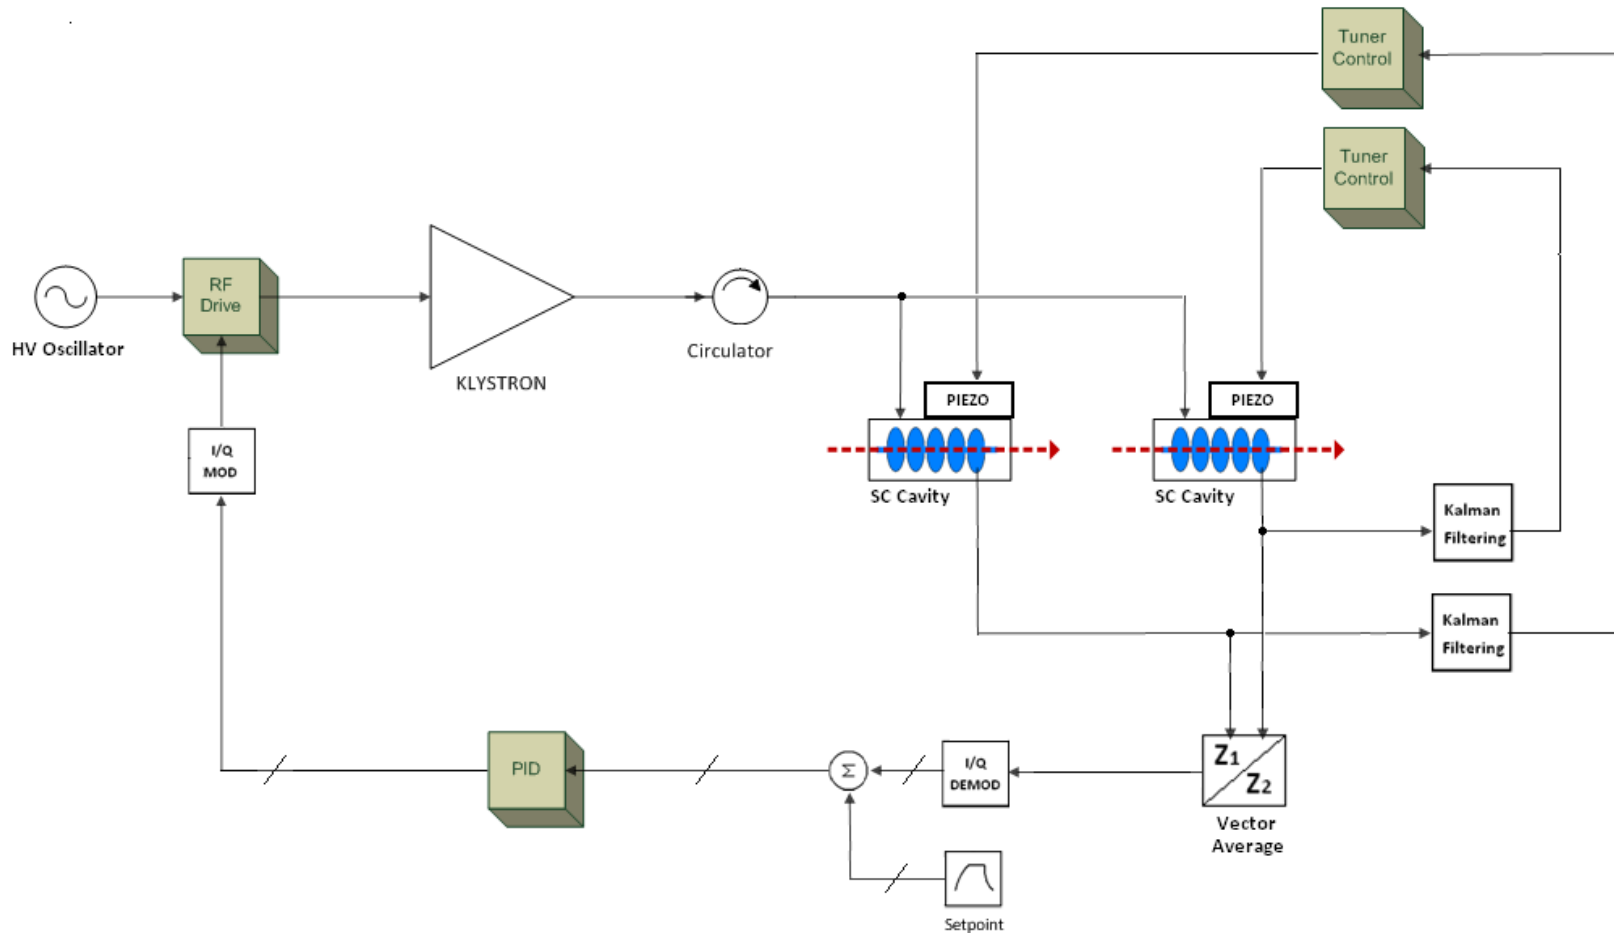 Tuner
Control
Tuner
Control
RF
Drive
HV Oscillator
KLYSTRON
Circulator
PIEZO
PIEZO
I/Q
MOD
SC Cavity
SC Cavity
Kalman
Filtering
Kalman
Filtering
PID
Σ
I/Q
DEMOD
Z1
Z2
Vector
Average
Setpoint